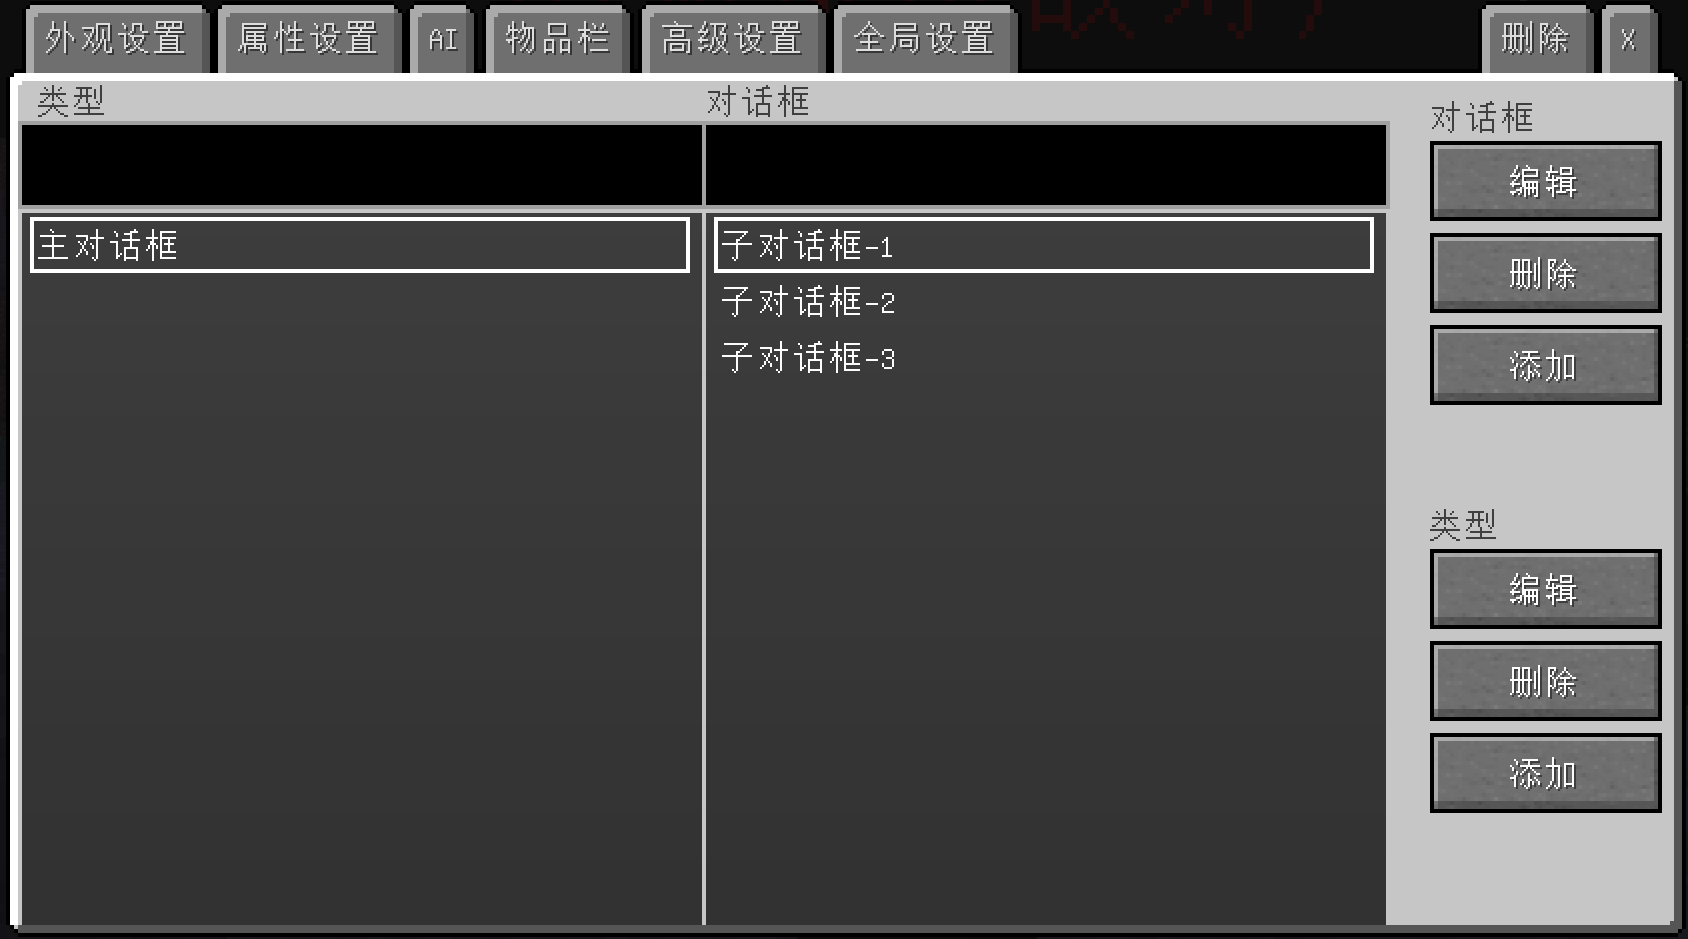 外观设置 属性设置 AI 物品栏 高级设置 全局设置 删除 X
类型 对话框
主对话框
子对话框-1
子对话框-2
子对话框-3
对话框
编辑
删除
添加
类型
编辑
删除
添加